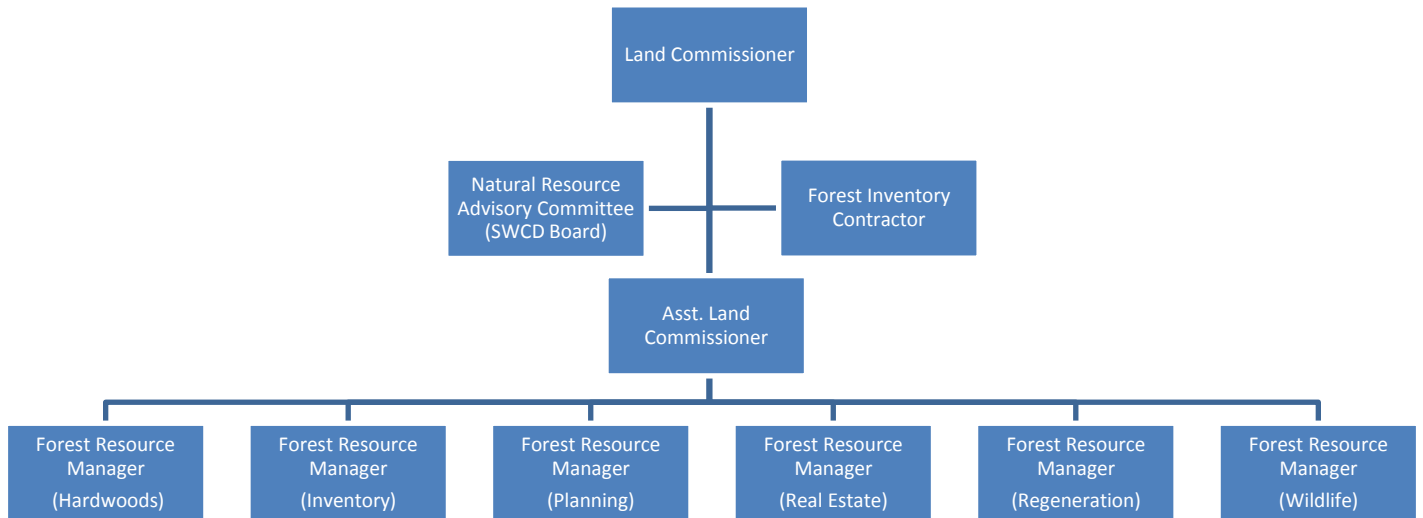 Land Commissioner
Natural Resource
Advisory Committee
(SWCD Board)
Forest Inventory
Contractor
Asst. Land
Commissioner
Forest Resource
Manager
(Hardwoods)
Forest Resource
Manager
(Inventory)
Forest Resource
Manager
(Planning)
Forest Resource
Manager
(Real Estate)
Forest Resource
Manager
(Regeneration)
Forest Resource
Manager
(Wildlife)